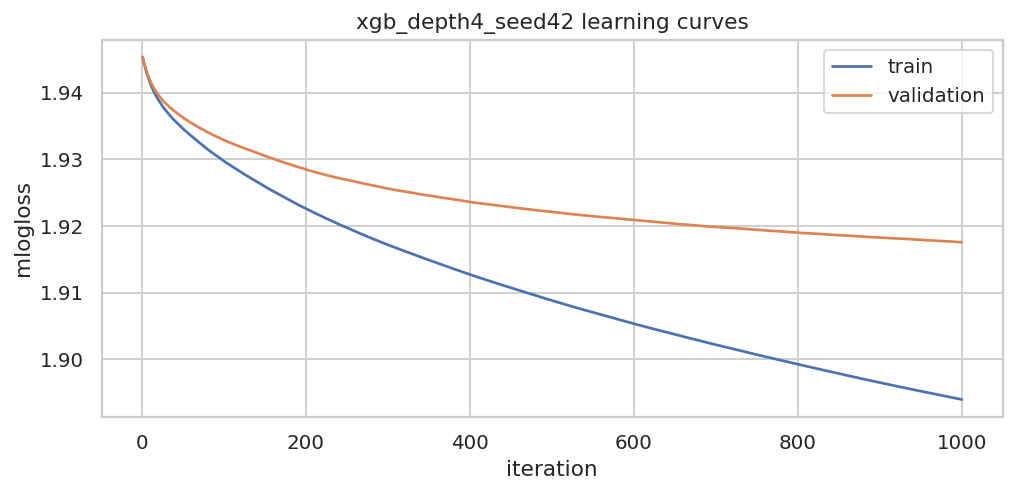 xgb_depth4_seed42 learning curves
train
validation
1.94
1.93
1.92
1.91
1.90
mlogloss
0 200 400 600 800 1000
iteration